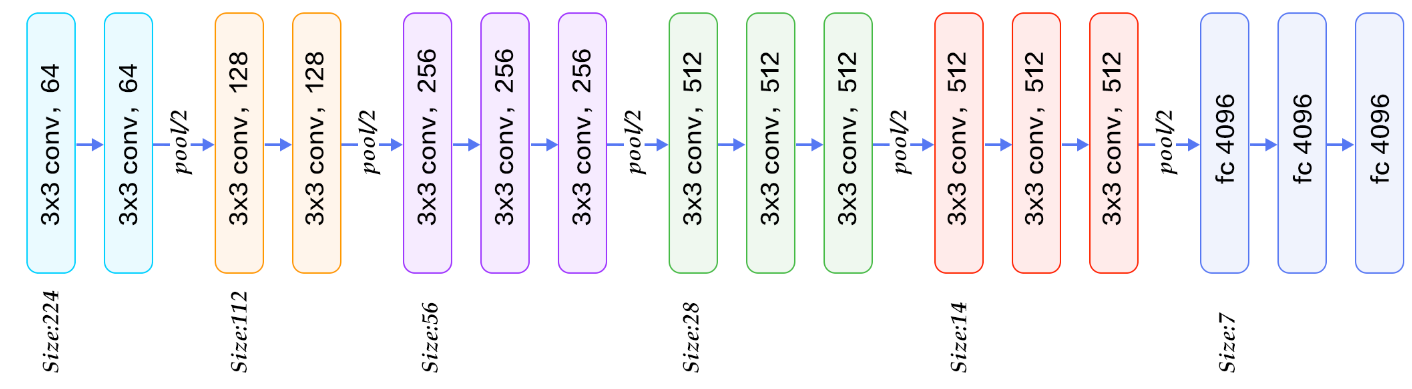 3x3 conv, 64
3x3 conv, 64
pool/2
3x3 conv, 128
3x3 conv, 128
pool/2
3x3 conv, 256
3x3 conv, 256
3x3 conv, 256
pool/2
3x3 conv, 512
3x3 conv, 512
3x3 conv, 512
pool/2
3x3 conv, 512
3x3 conv, 512
3x3 conv, 512
pool/2
fc 4096
fc 4096
fc 4096
Size:224
Size:112
Size:56
Size:28
Size:14
Size:7